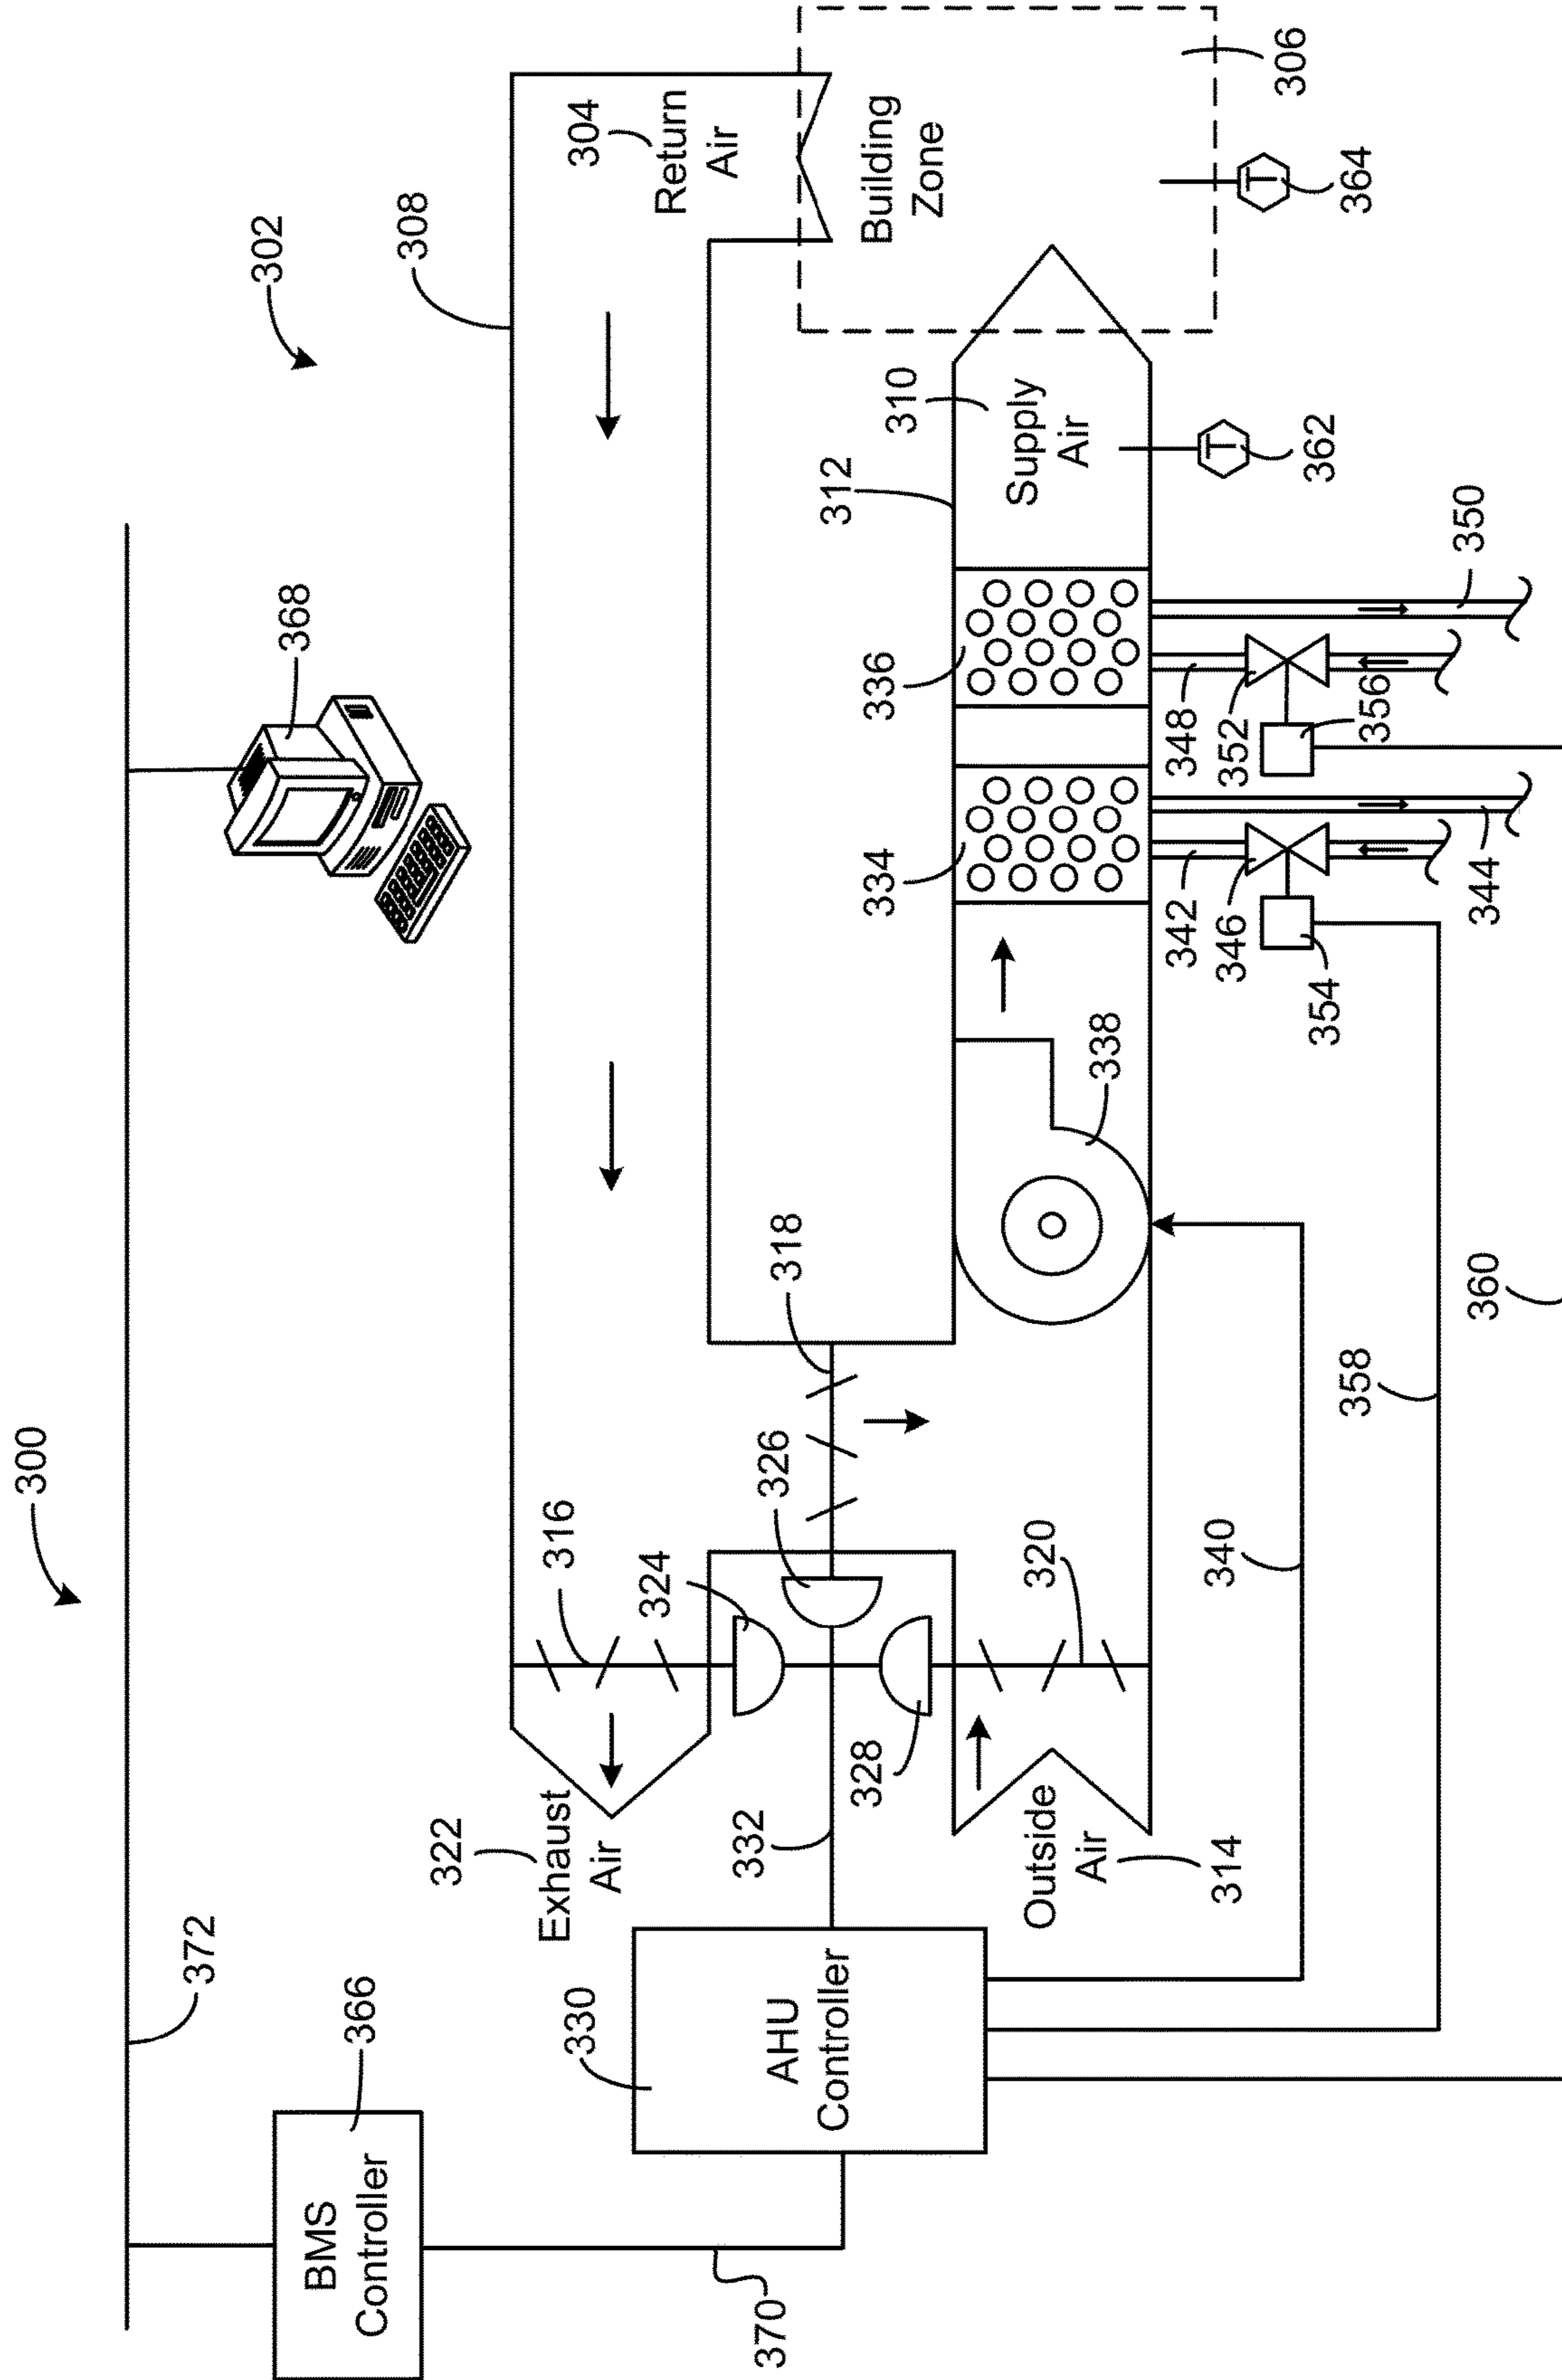 300
372
366
BMS
Controller
370
368
302
308
304
Return
Air
330
AHU
Controller
322
Exhaust
Air
316
324
326
318
332
328
Outside
Air
314
320
338
340
312
310
Supply
Air
Building
Zone
306
334
336
342
346
354
344
348
352
356
350
T
362
T
364
358
360